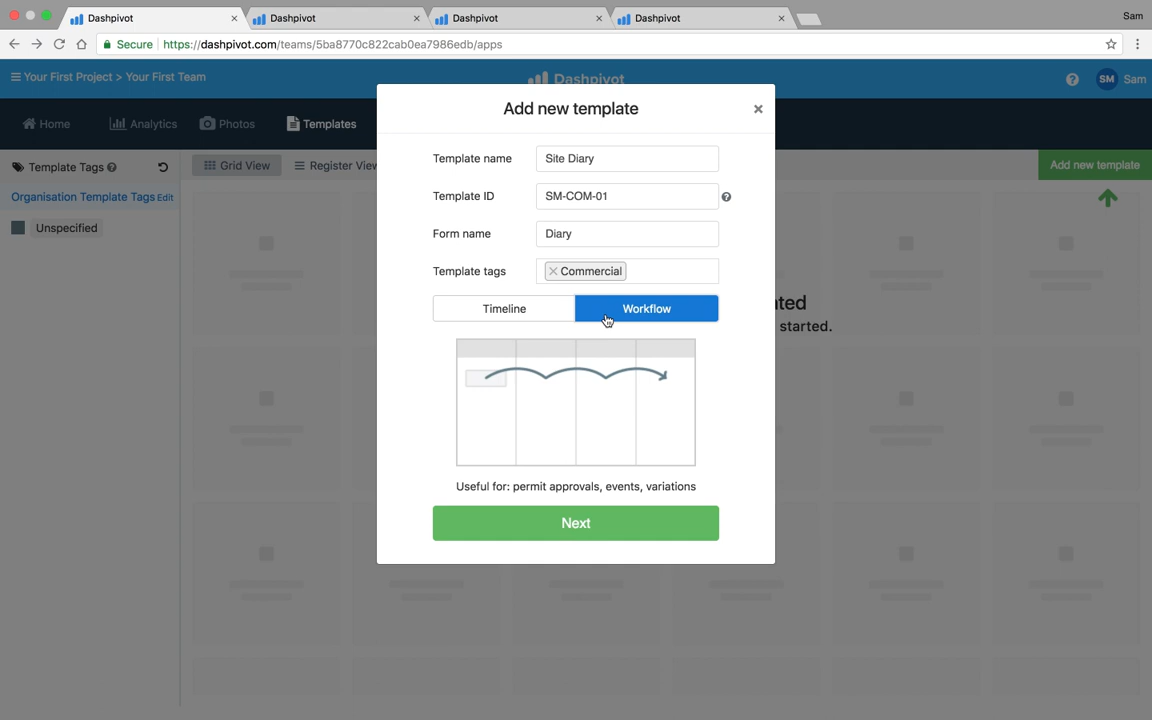 Dashpivot
Dashpivot
Dashpivot
Dashpivot
Sam
Secure https://dashpivot.com/teams/5ba8770c822cab0ea7986edb/apps
Your First Project > Your First Team
Dashpivot
? SM Sam
Home
Analytics
Photos
Templates
Template Tags ?
Grid View
Register View
Add new template
Organisation Template Tags Edit
Unspecified
started.
Add new template
Template name Site Diary
Template ID SM-COM-01 ?
Form name Diary
Template tags × Commercial
Timeline Workflow
Useful for: permit approvals, events, variations
Next